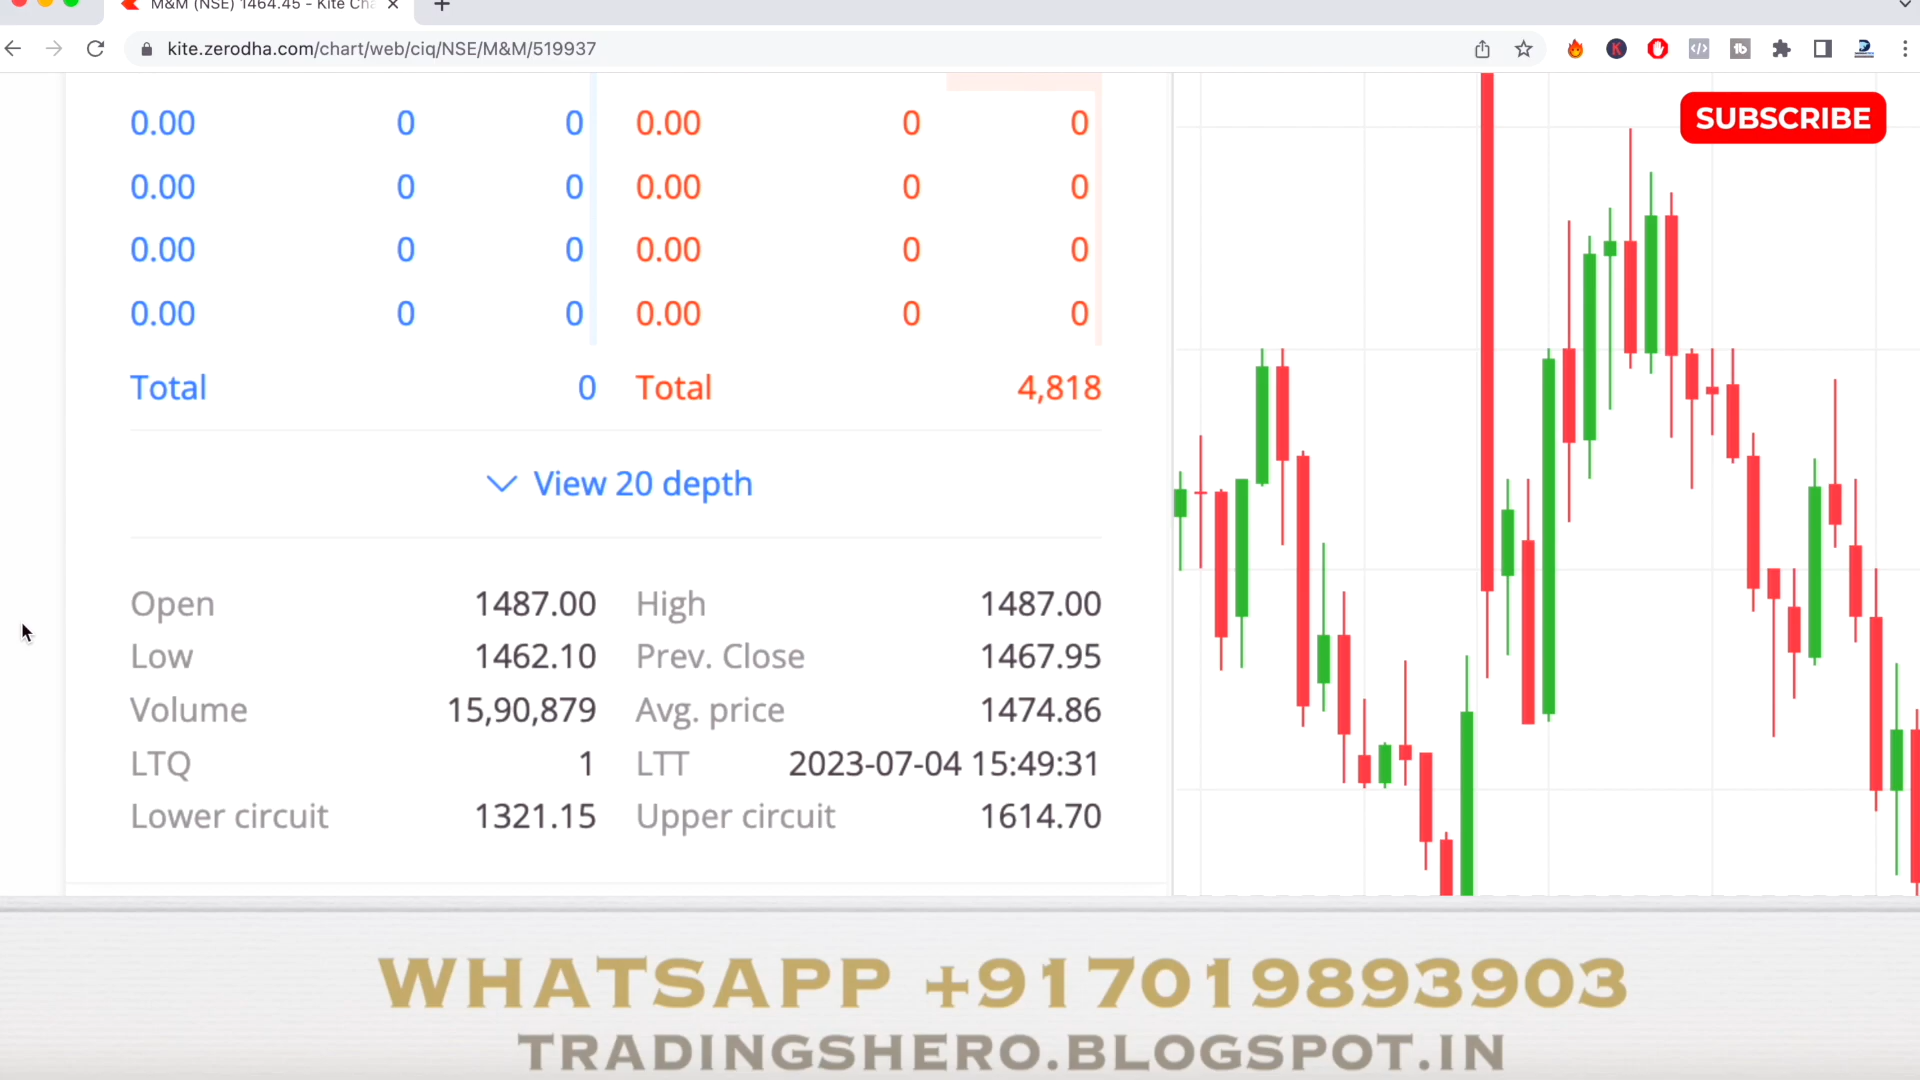 M&M (NSE) 1464.45 - Kite Cha
kite.zerodha.com/chart/web/ciq/NSE/M&M/519937
SUBSCRIBE
0.00 0 0 0.00 0 0
0.00 0 0 0.00 0 0
0.00 0 0 0.00 0 0
0.00 0 0 0.00 0 0
Total 0 Total 4,818
View 20 depth
Open 1487.00 High 1487.00
Low 1462.10 Prev. Close 1467.95
Volume 15,90,879 Avg. price 1474.86
LTQ 1 LTT 2023-07-04 15:49:31
Lower circuit 1321.15 Upper circuit 1614.70
WHATSAPP +917019893903
TRADINGSHERO.BLOGSPOT.IN